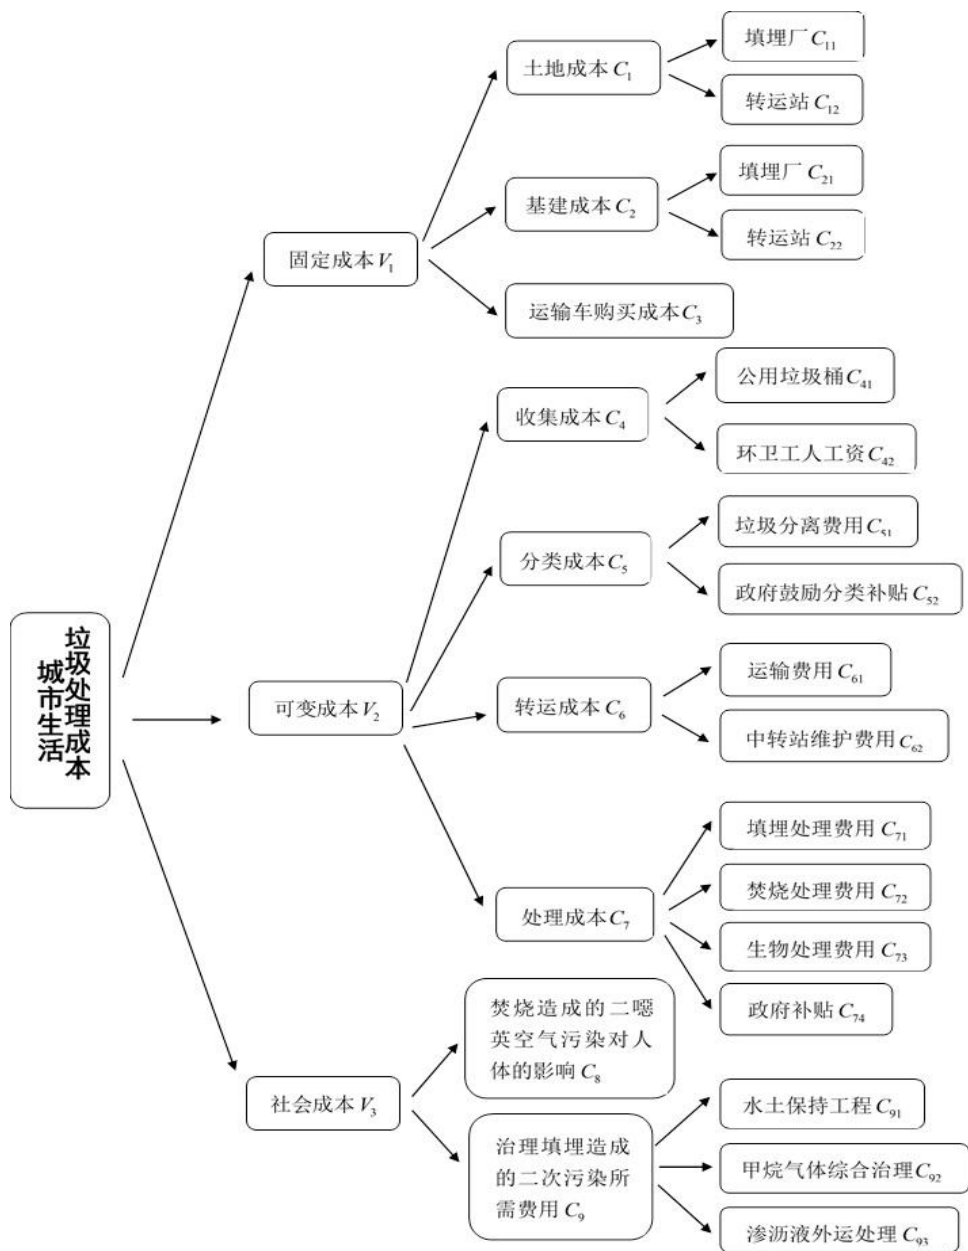 城市生活
垃圾处理成本
固定成本V₁
土地成本C₁
填埋厂C₁₁
转运站C₁₂
基建成本C₂
填埋厂C₂₁
转运站C₂₂
运输车购买成本C₃
可变成本V₂
收集成本C₄
公用垃圾桶C₄₁
环卫工人工资C₄₂
分类成本C₅
垃圾分离费用C₅₁
政府鼓励分类补贴C₅₂
转运成本C₆
运输费用C₆₁
中转站维护费用C₆₂
处理成本C₇
填埋处理费用C₇₁
焚烧处理费用C₇₂
生物处理费用C₇₃
政府补贴C₇₄
社会成本V₃
焚烧造成的二噁
英空气污染对人
体的影响C₈
治理填埋造成
的二次污染所
需费用C₉
水土保持工程C₉₁
甲烷气体综合治理C₉₂
渗沥液外运处理C₉₃